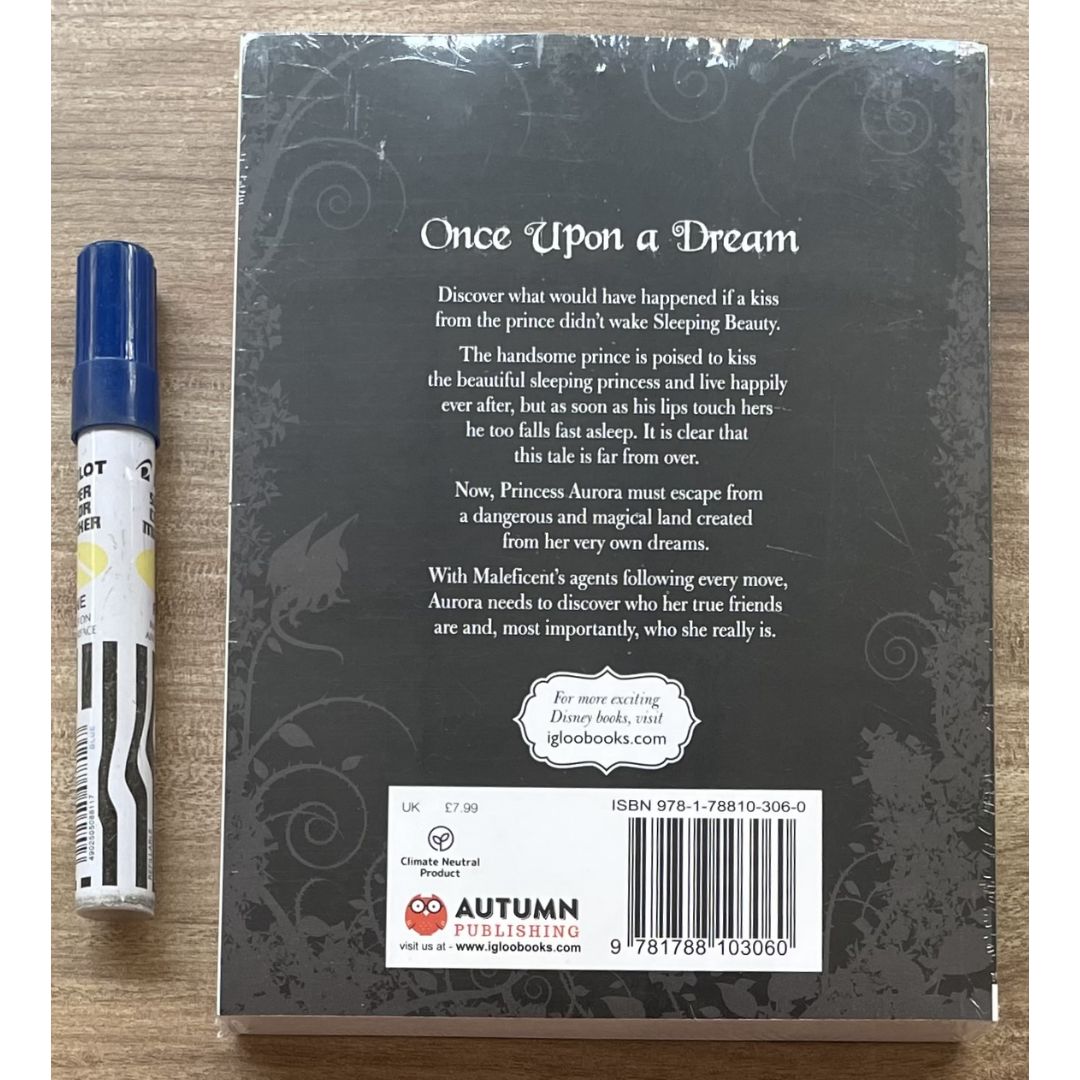 Once Upon a Dream
Discover what would have happened if a kiss
from the prince didn't wake Sleeping Beauty.
The handsome prince is poised to kiss
the beautiful sleeping princess and live happily
ever after, but as soon as his lips touch hers
he too falls fast asleep. It is clear that
this tale is far from over.
Now, Princess Aurora must escape from
a dangerous and magical land created
from her very own dreams.
With Maleficent's agents following every move,
Aurora needs to discover who her true friends
are and, most importantly, who she really is.
For more exciting
Disney books, visit
igloobooks.com
UK £7.99
ISBN 978-1-78810-306-0
Climate Neutral
Product
AUTUMN
PUBLISHING
visit us at - www.igloobooks.com
9 781788 103060
BLUE
4902505088117
REFILLABLE